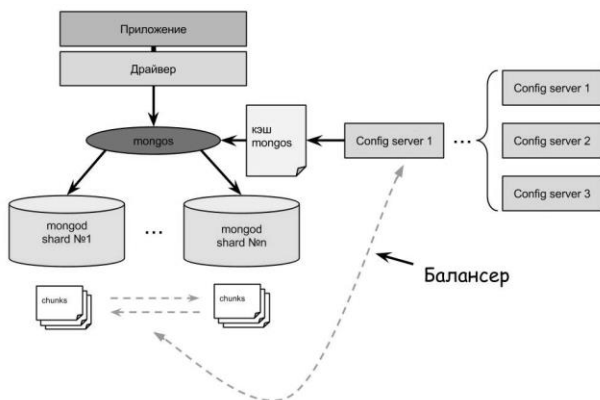 Приложение
Драйвер
mongos
кэш
mongos
Config server 1
...
Config server 1
Config server 2
Config server 3
mongod
shard №1
...
mongod
shard №n
chunks
chunks
Балансер